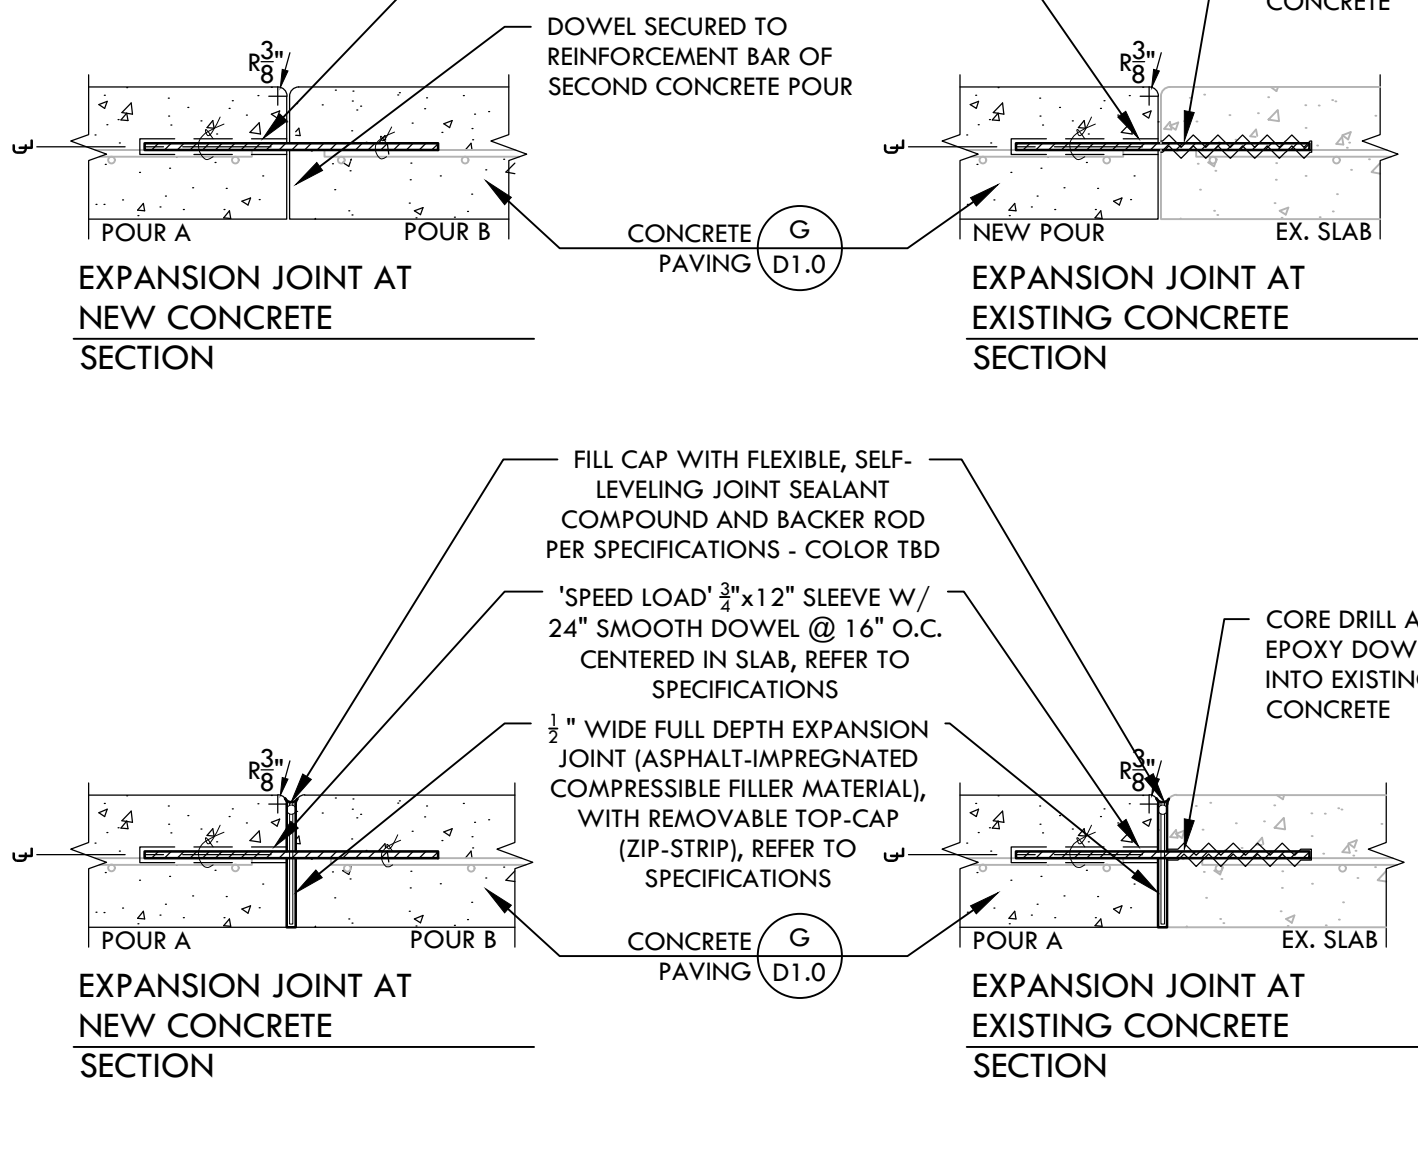 CONCRETE
DOWEL SECURED TO
REINFORCEMENT BAR OF
SECOND CONCRETE POUR
R3/8"
R3/8"
POUR A
POUR B
CONCRETE
PAVING
G
D1.0
NEW POUR
EX. SLAB
EXPANSION JOINT AT
NEW CONCRETE
SECTION
EXPANSION JOINT AT
EXISTING CONCRETE
SECTION
FILL CAP WITH FLEXIBLE, SELF-
LEVELING JOINT SEALANT
COMPOUND AND BACKER ROD
PER SPECIFICATIONS - COLOR TBD
'SPEED LOAD' 3/4"x12" SLEEVE W/
24" SMOOTH DOWEL @ 16" O.C.
CENTERED IN SLAB, REFER TO
SPECIFICATIONS
1/2 " WIDE FULL DEPTH EXPANSION
JOINT (ASPHALT-IMPREGNATED
COMPRESSIBLE FILLER MATERIAL),
WITH REMOVABLE TOP-CAP
(ZIP-STRIP), REFER TO
SPECIFICATIONS
CORE DRILL
EPOXY
INTO
CONCRETE
R3/8"
R3/8"
POUR A
POUR B
CONCRETE
PAVING
G
D1.0
POUR A
EX. SLAB
EXPANSION JOINT AT
NEW CONCRETE
SECTION
EXPANSION JOINT AT
EXISTING CONCRETE
SECTION